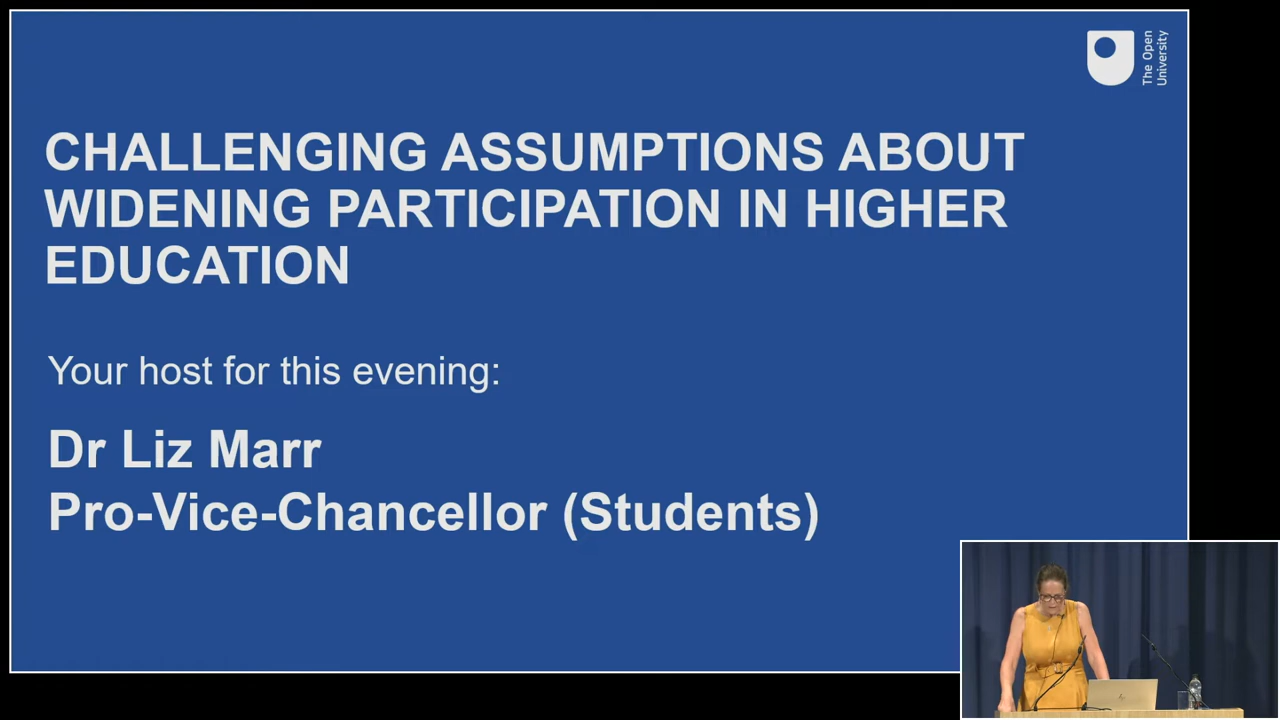 The Open
University
CHALLENGING ASSUMPTIONS ABOUT
WIDENING PARTICIPATION IN HIGHER
EDUCATION
Your host for this evening:
Dr Liz Marr
Pro-Vice-Chancellor (Students)